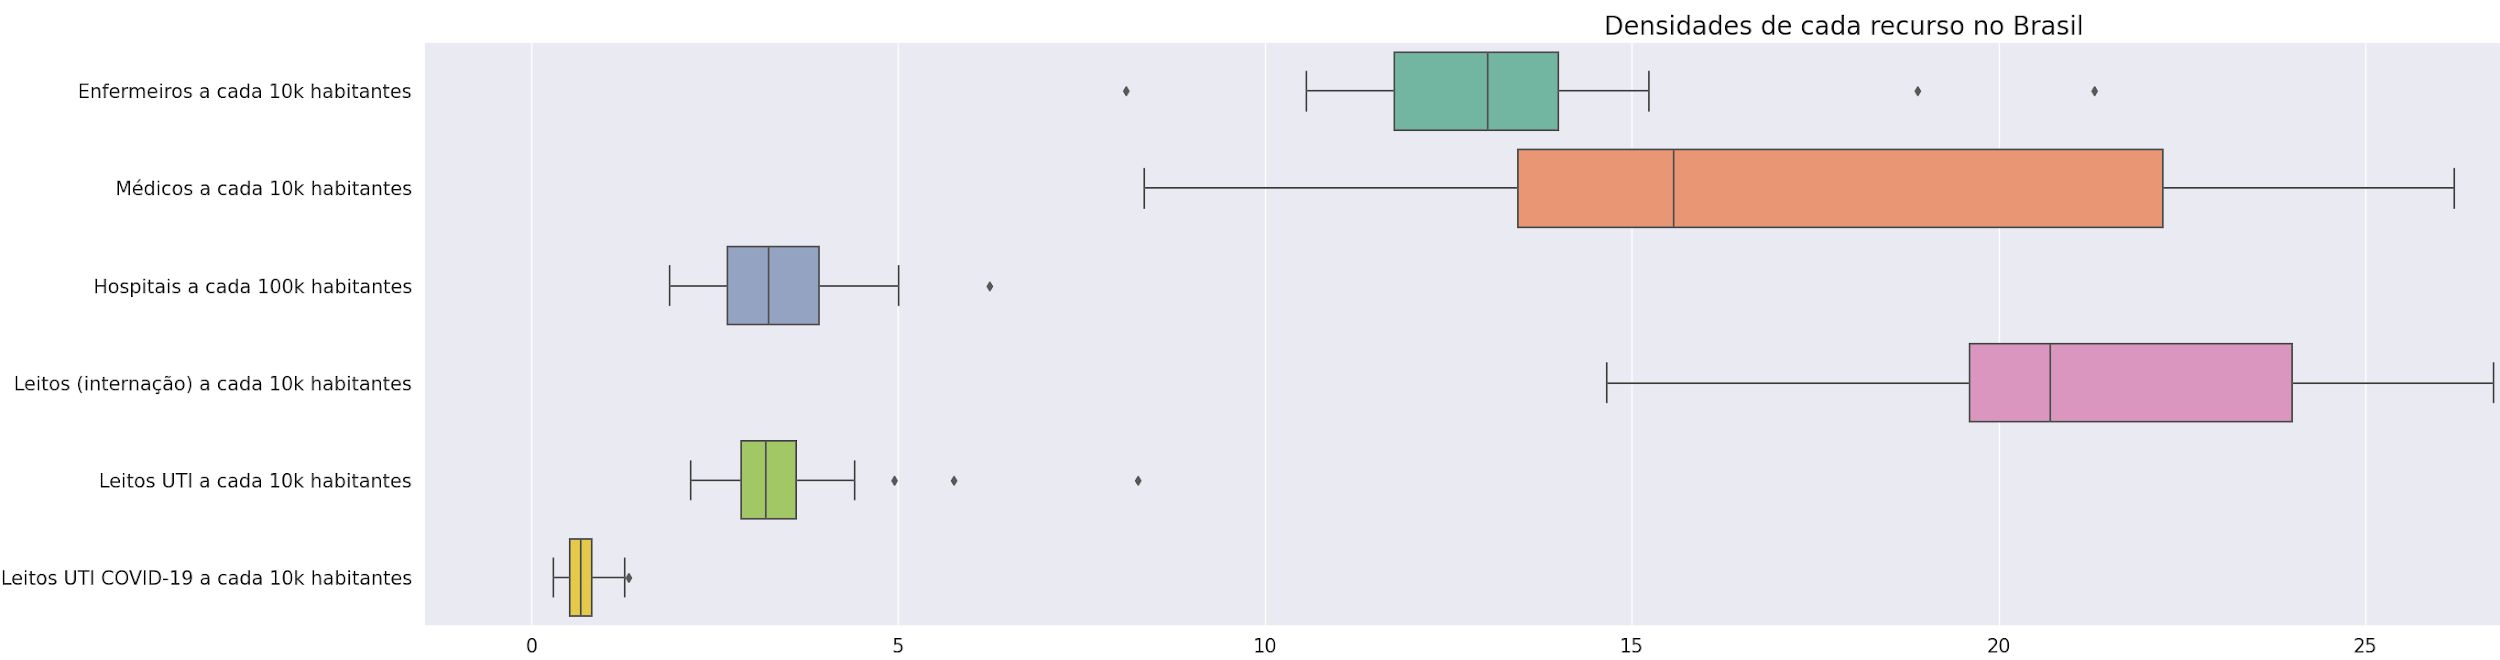 Densidades de cada recurso no Brasil
Enfermeiros a cada 10k habitantes
Médicos a cada 10k habitantes
Hospitais a cada 100k habitantes
Leitos (internação) a cada 10k habitantes
Leitos UTI a cada 10k habitantes
Leitos UTI COVID-19 a cada 10k habitantes
0 5 10 15 20 25